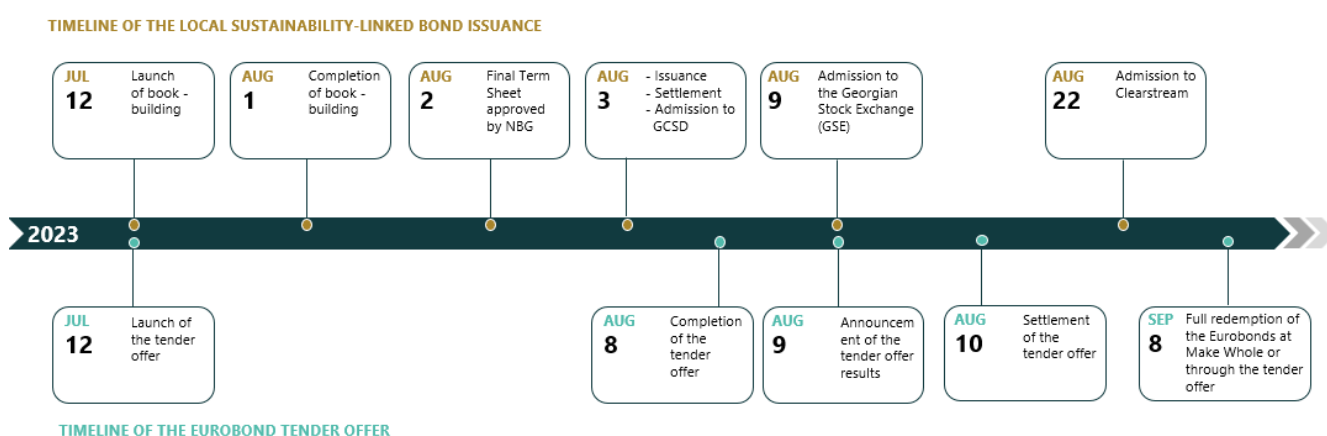 TIMELINE OF THE LOCAL SUSTAINABILITY-LINKED BOND ISSUANCE
JUL
12
Launch
of book -
building
AUG
1
Completion
of book -
building
AUG
2
Final Term
Sheet
approved
by NBG
AUG
3
- Issuance
- Settlement
- Admission to
GCSD
AUG
9
Admission to
the Georgian
Stock Exchange
(GSE)
AUG
22
Admission to
Clearstream
2023
JUL
12
Launch of
the tender
offer
AUG
8
Completion
of the
tender
offer
AUG
9
Announcem
ent of the
tender offer
results
AUG
10
Settlement
of the
tender offer
SEP
8
Full redemption of
the Eurobonds at
Make Whole or
through the tender
offer
TIMELINE OF THE EUROBOND TENDER OFFER